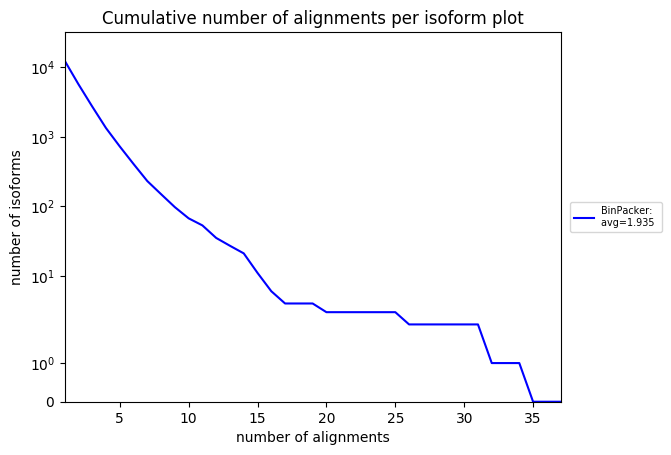 Cumulative number of alignments per isoform plot
number of isoforms
10^4
10^3
10^2
10^1
10^0
0
5 10 15 20 25 30 35
number of alignments
BinPacker:
avg=1.935